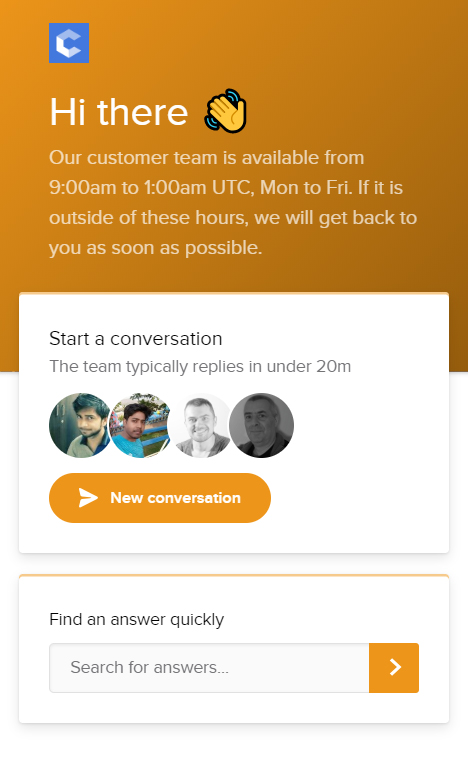 Hi there 👋
Our customer team is available from
9:00am to 1:00am UTC, Mon to Fri. If it is
outside of these hours, we will get back to
you as soon as possible.
Start a conversation
The team typically replies in under 20m
New conversation
Find an answer quickly
Search for answers...